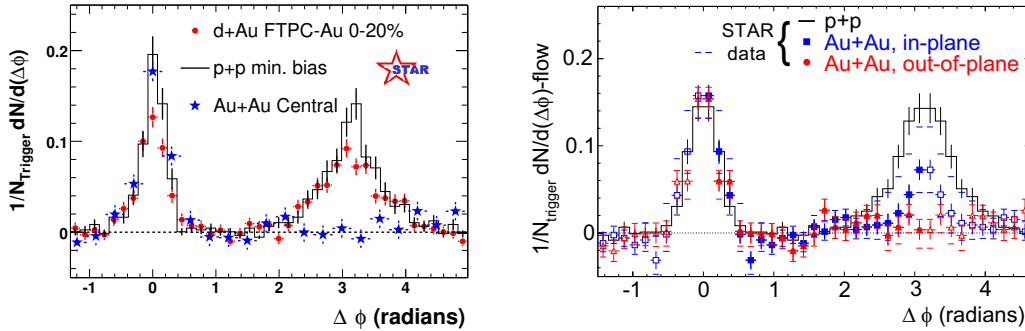 d+Au FTPC-Au 0-20%
p+p min. bias
Au+Au Central
STAR
1/N_Trigger dN/d(Δφ)
0.2
0.1
0
-1 0 1 2 3 4
Δ φ (radians)
STAR data { p+p
Au+Au, in-plane
Au+Au, out-of-plane
1/N_trigger dN/d(Δφ)-flow
0.2
0.1
0
-1 0 1 2 3 4
Δ φ (radians)